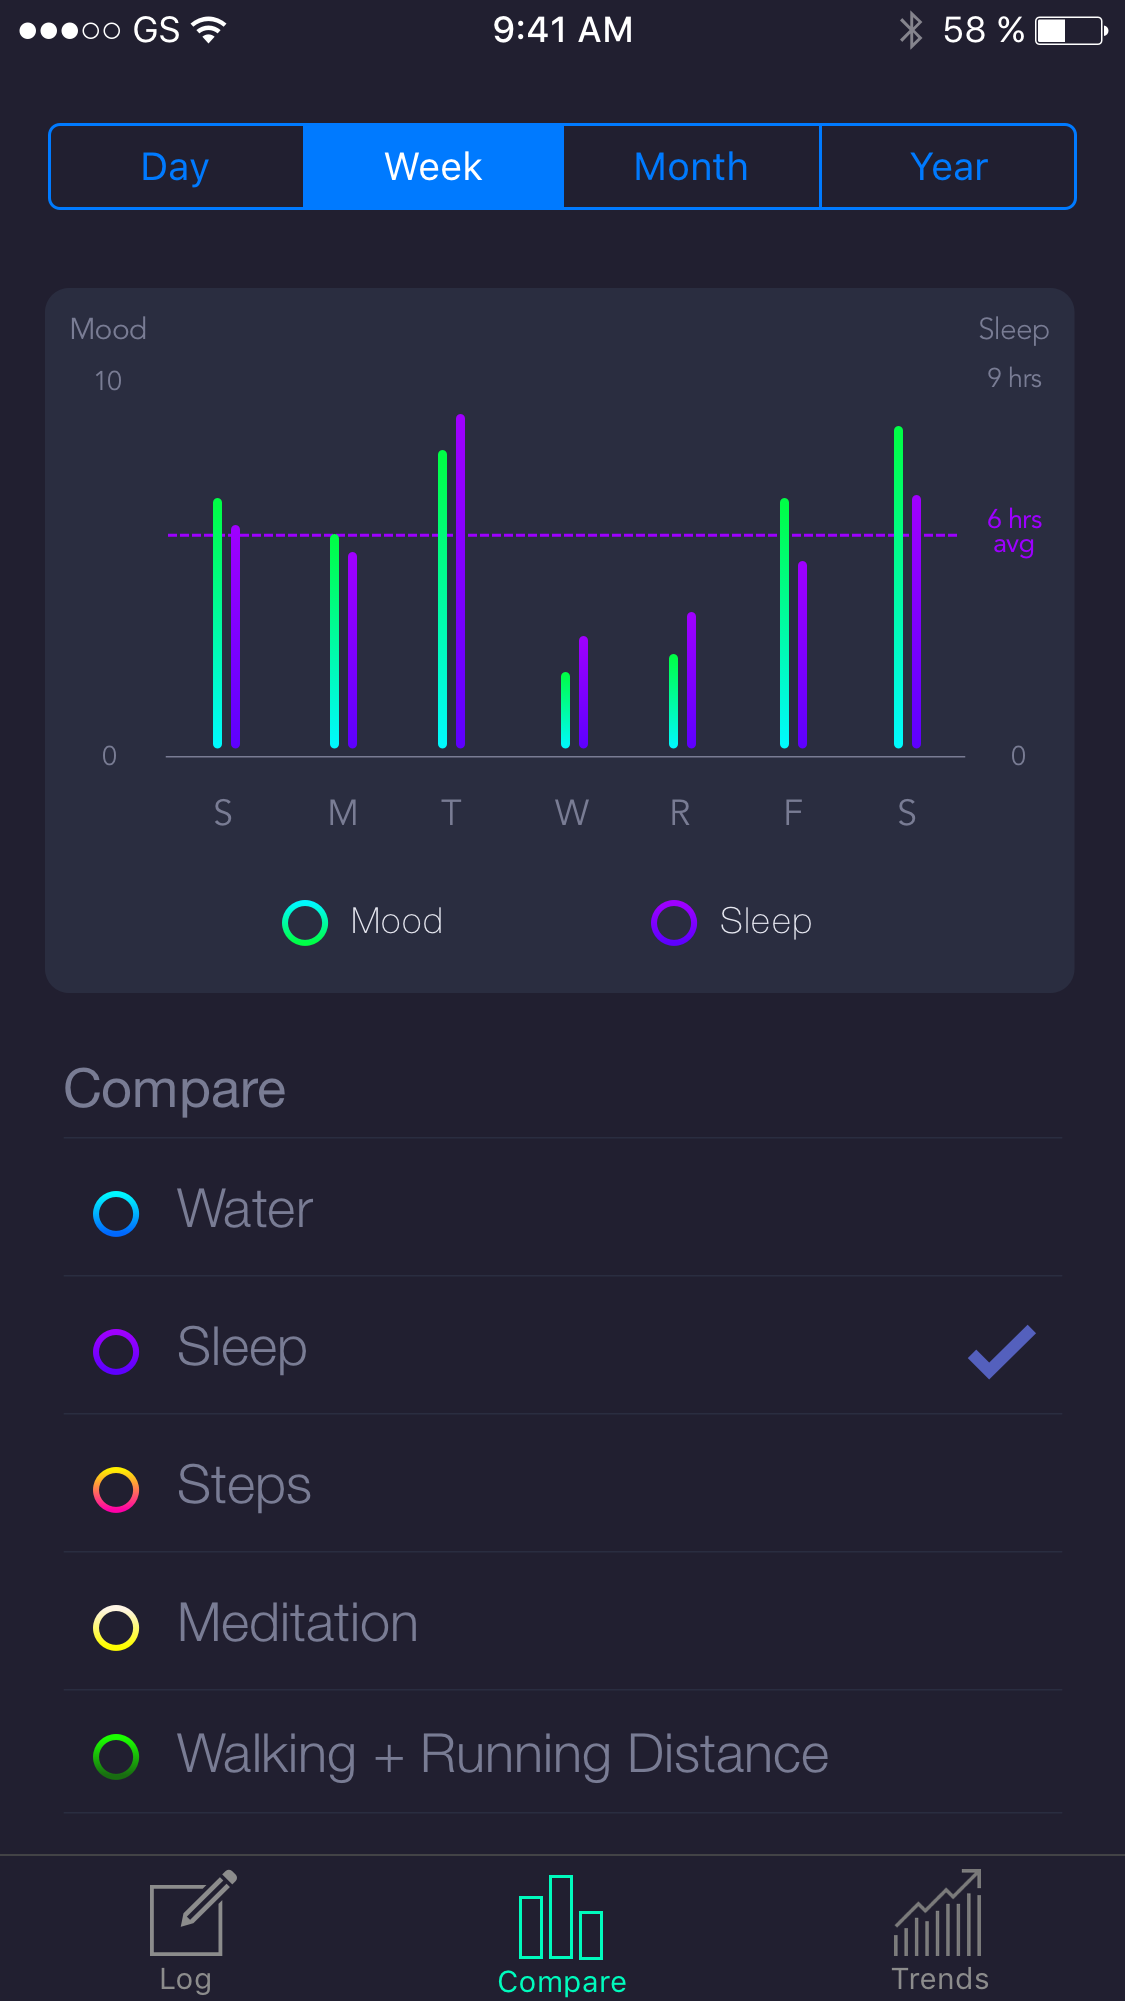 GS 9:41 AM 58 %
Day Week Month Year
Mood Sleep
10 9 hrs
6 hrs
avg
0 0
S M T W R F S
Mood Sleep
Compare
Water
Sleep
Steps
Meditation
Walking + Running Distance
Log Compare Trends